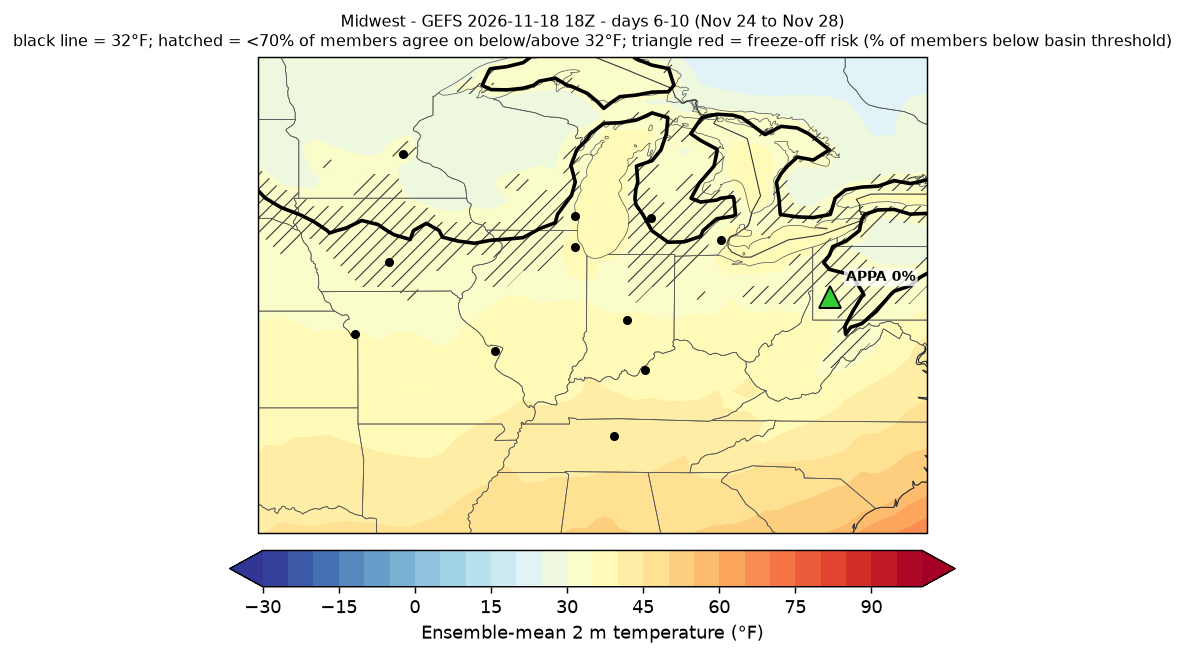 Midwest - GEFS 2026-11-18 18Z - days 6-10 (Nov 24 to Nov 28)
black line = 32°F; hatched = <70% of members agree on below/above 32°F; triangle red = freeze-off risk (% of members below basin threshold)
APPA 0%
−30 −15 0 15 30 45 60 75 90
Ensemble-mean 2 m temperature (°F)